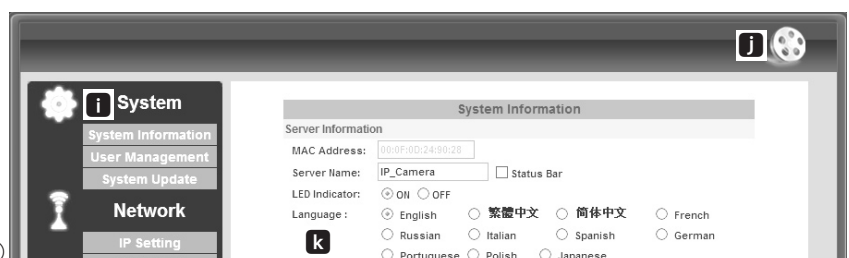 j
i System
System Information
User Management
System Update
Network
IP Setting
System Information
Server Information
MAC Address: 00:0F:0D:24:90:28
Server Name: IP_Camera Status Bar
LED Indicator: ON OFF
Language : English 繁體中文 简体中文 French
k Russian Italian Spanish German
Portuguese Polish Japanese